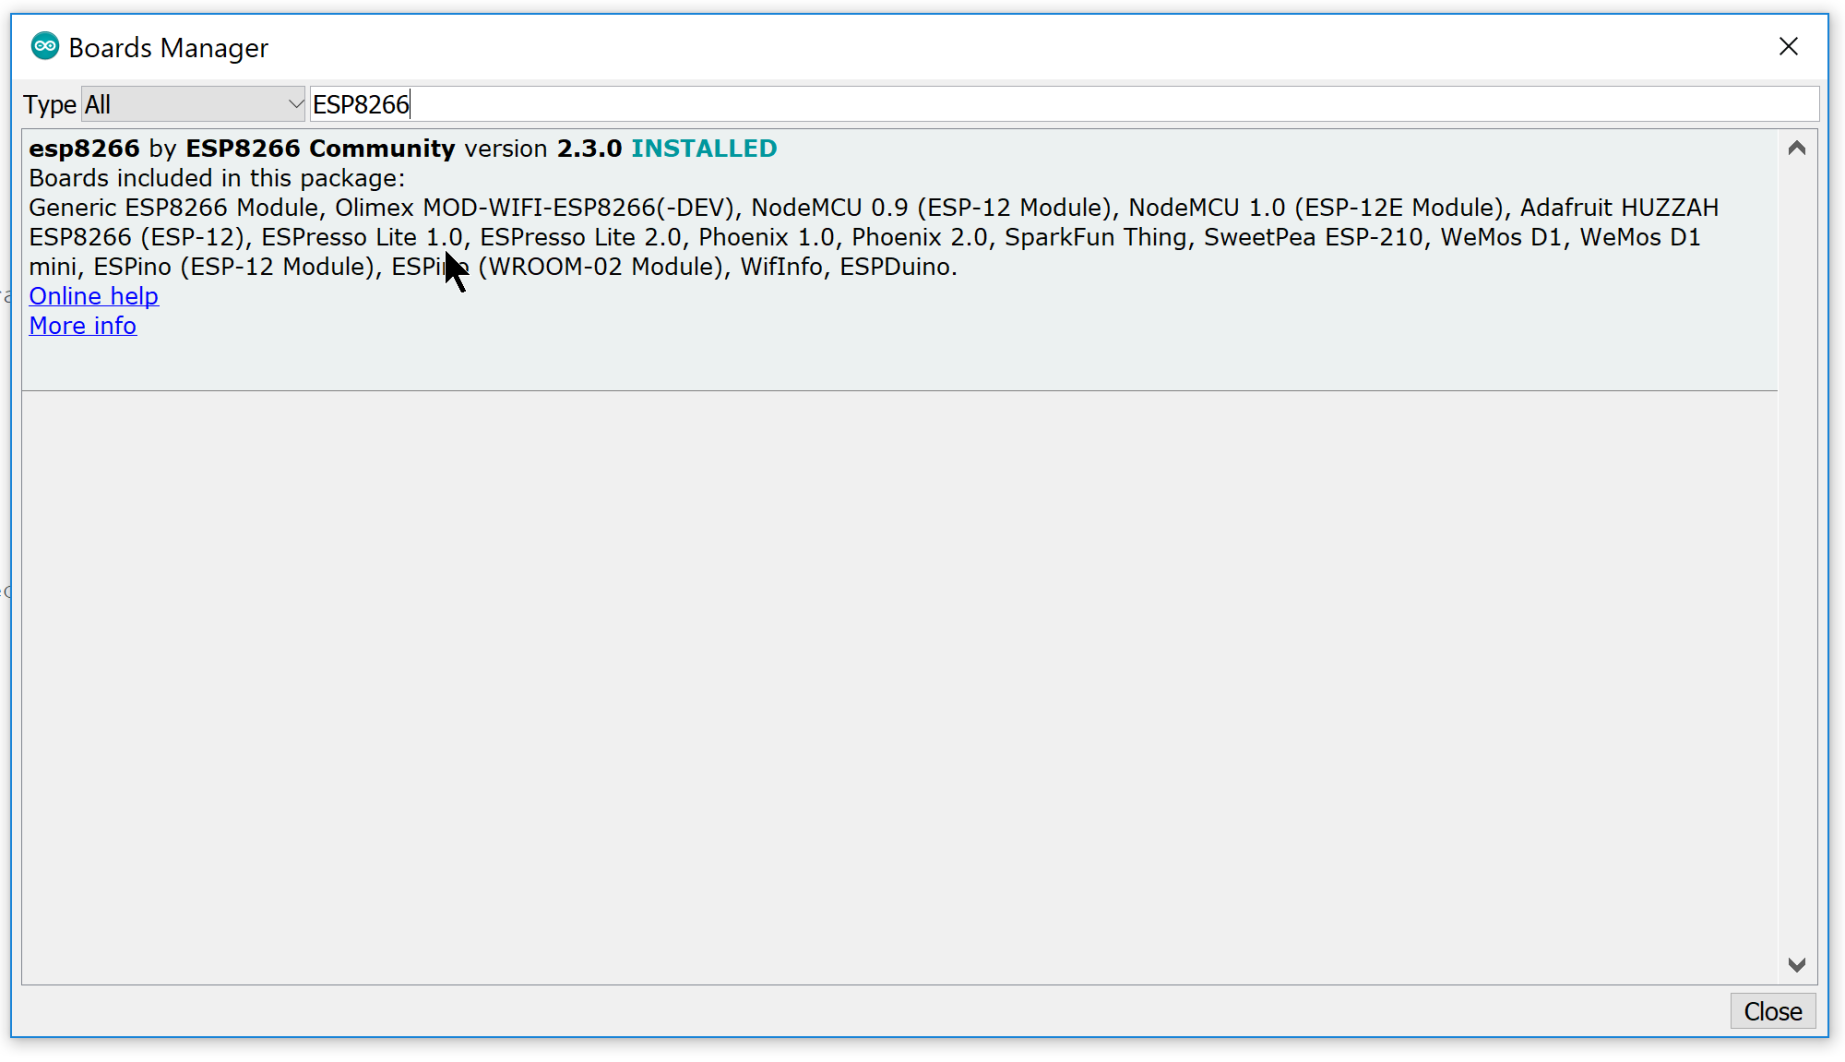 Boards Manager
Type All ESP8266
esp8266 by ESP8266 Community version 2.3.0 INSTALLED
Boards included in this package:
Generic ESP8266 Module, Olimex MOD-WIFI-ESP8266(-DEV), NodeMCU 0.9 (ESP-12 Module), NodeMCU 1.0 (ESP-12E Module), Adafruit HUZZAH
ESP8266 (ESP-12), ESPresso Lite 1.0, ESPresso Lite 2.0, Phoenix 1.0, Phoenix 2.0, SparkFun Thing, SweetPea ESP-210, WeMos D1, WeMos D1
mini, ESPino (ESP-12 Module), ESPino (WROOM-02 Module), WifInfo, ESPDuino.
Online help
More info
Close